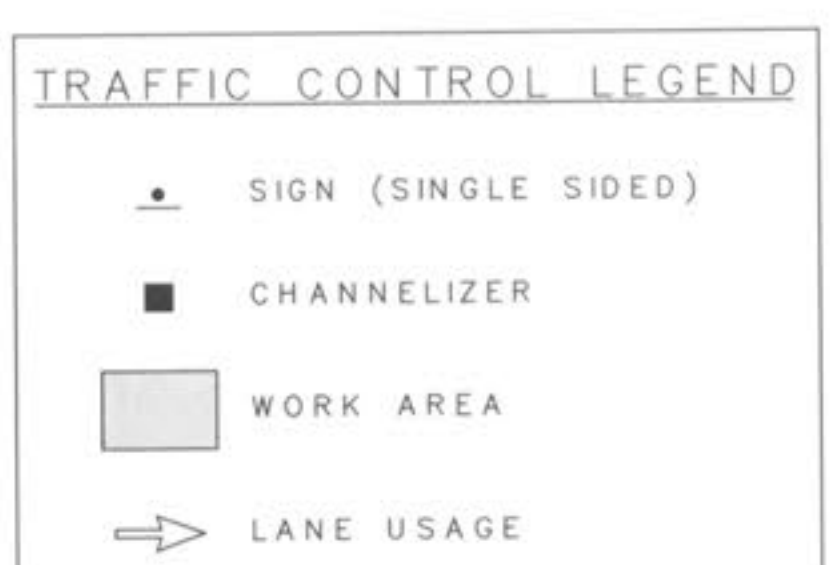 TRAFFIC CONTROL LEGEND
SIGN (SINGLE SIDED)
CHANNELIZER
WORK AREA
LANE USAGE